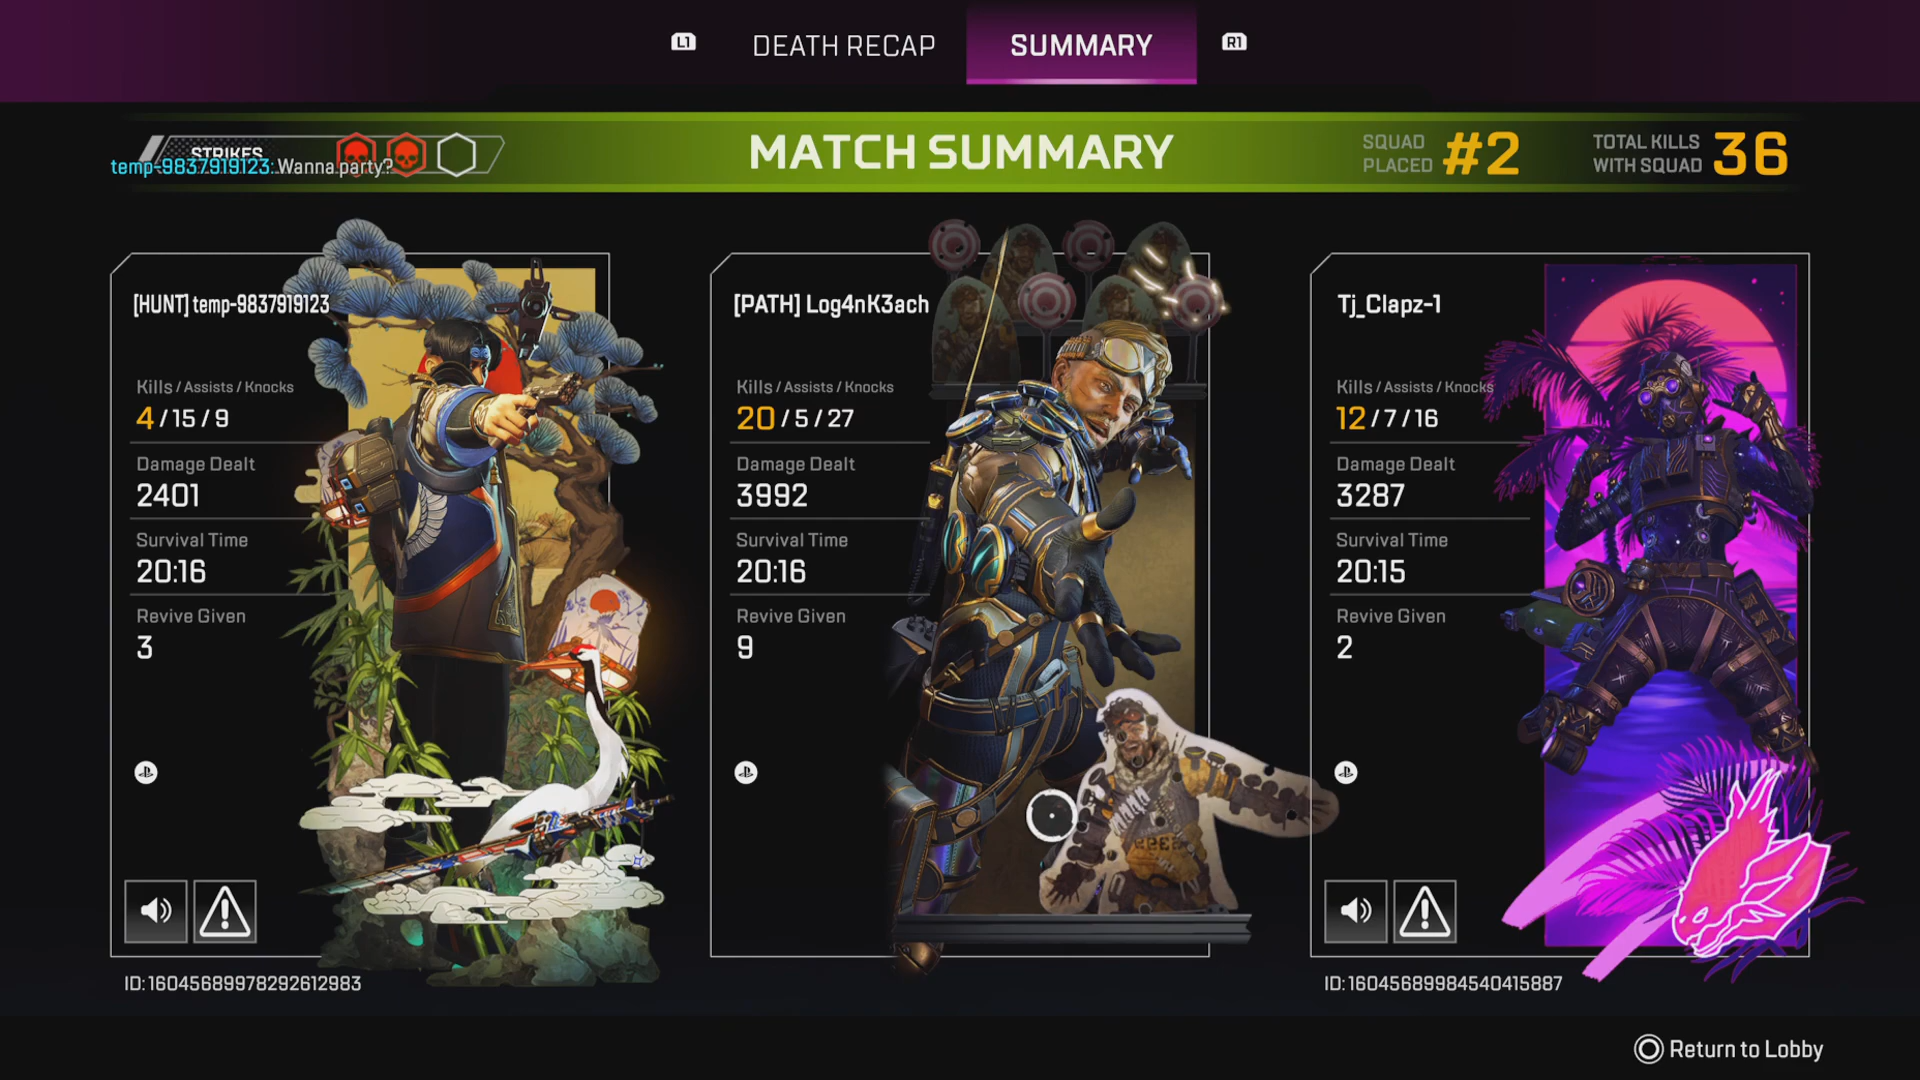 L1 DEATH RECAP SUMMARY R1
STRIKES
temp-9837919123: Wanna party?
MATCH SUMMARY
SQUAD
PLACED #2
TOTAL KILLS
WITH SQUAD 36
[HUNT] temp-9837919123
Kills / Assists / Knocks
4 / 15 / 9
Damage Dealt
2401
Survival Time
20:16
Revive Given
3
ID: 16045689978292612983
[PATH] Log4nK3ach
Kills / Assists / Knocks
20 / 5 / 27
Damage Dealt
3992
Survival Time
20:16
Revive Given
9
Tj_Clapz-1
Kills / Assists / Knocks
12 / 7 / 16
Damage Dealt
3287
Survival Time
20:15
Revive Given
2
ID: 16045689984540415887
Return to Lobby